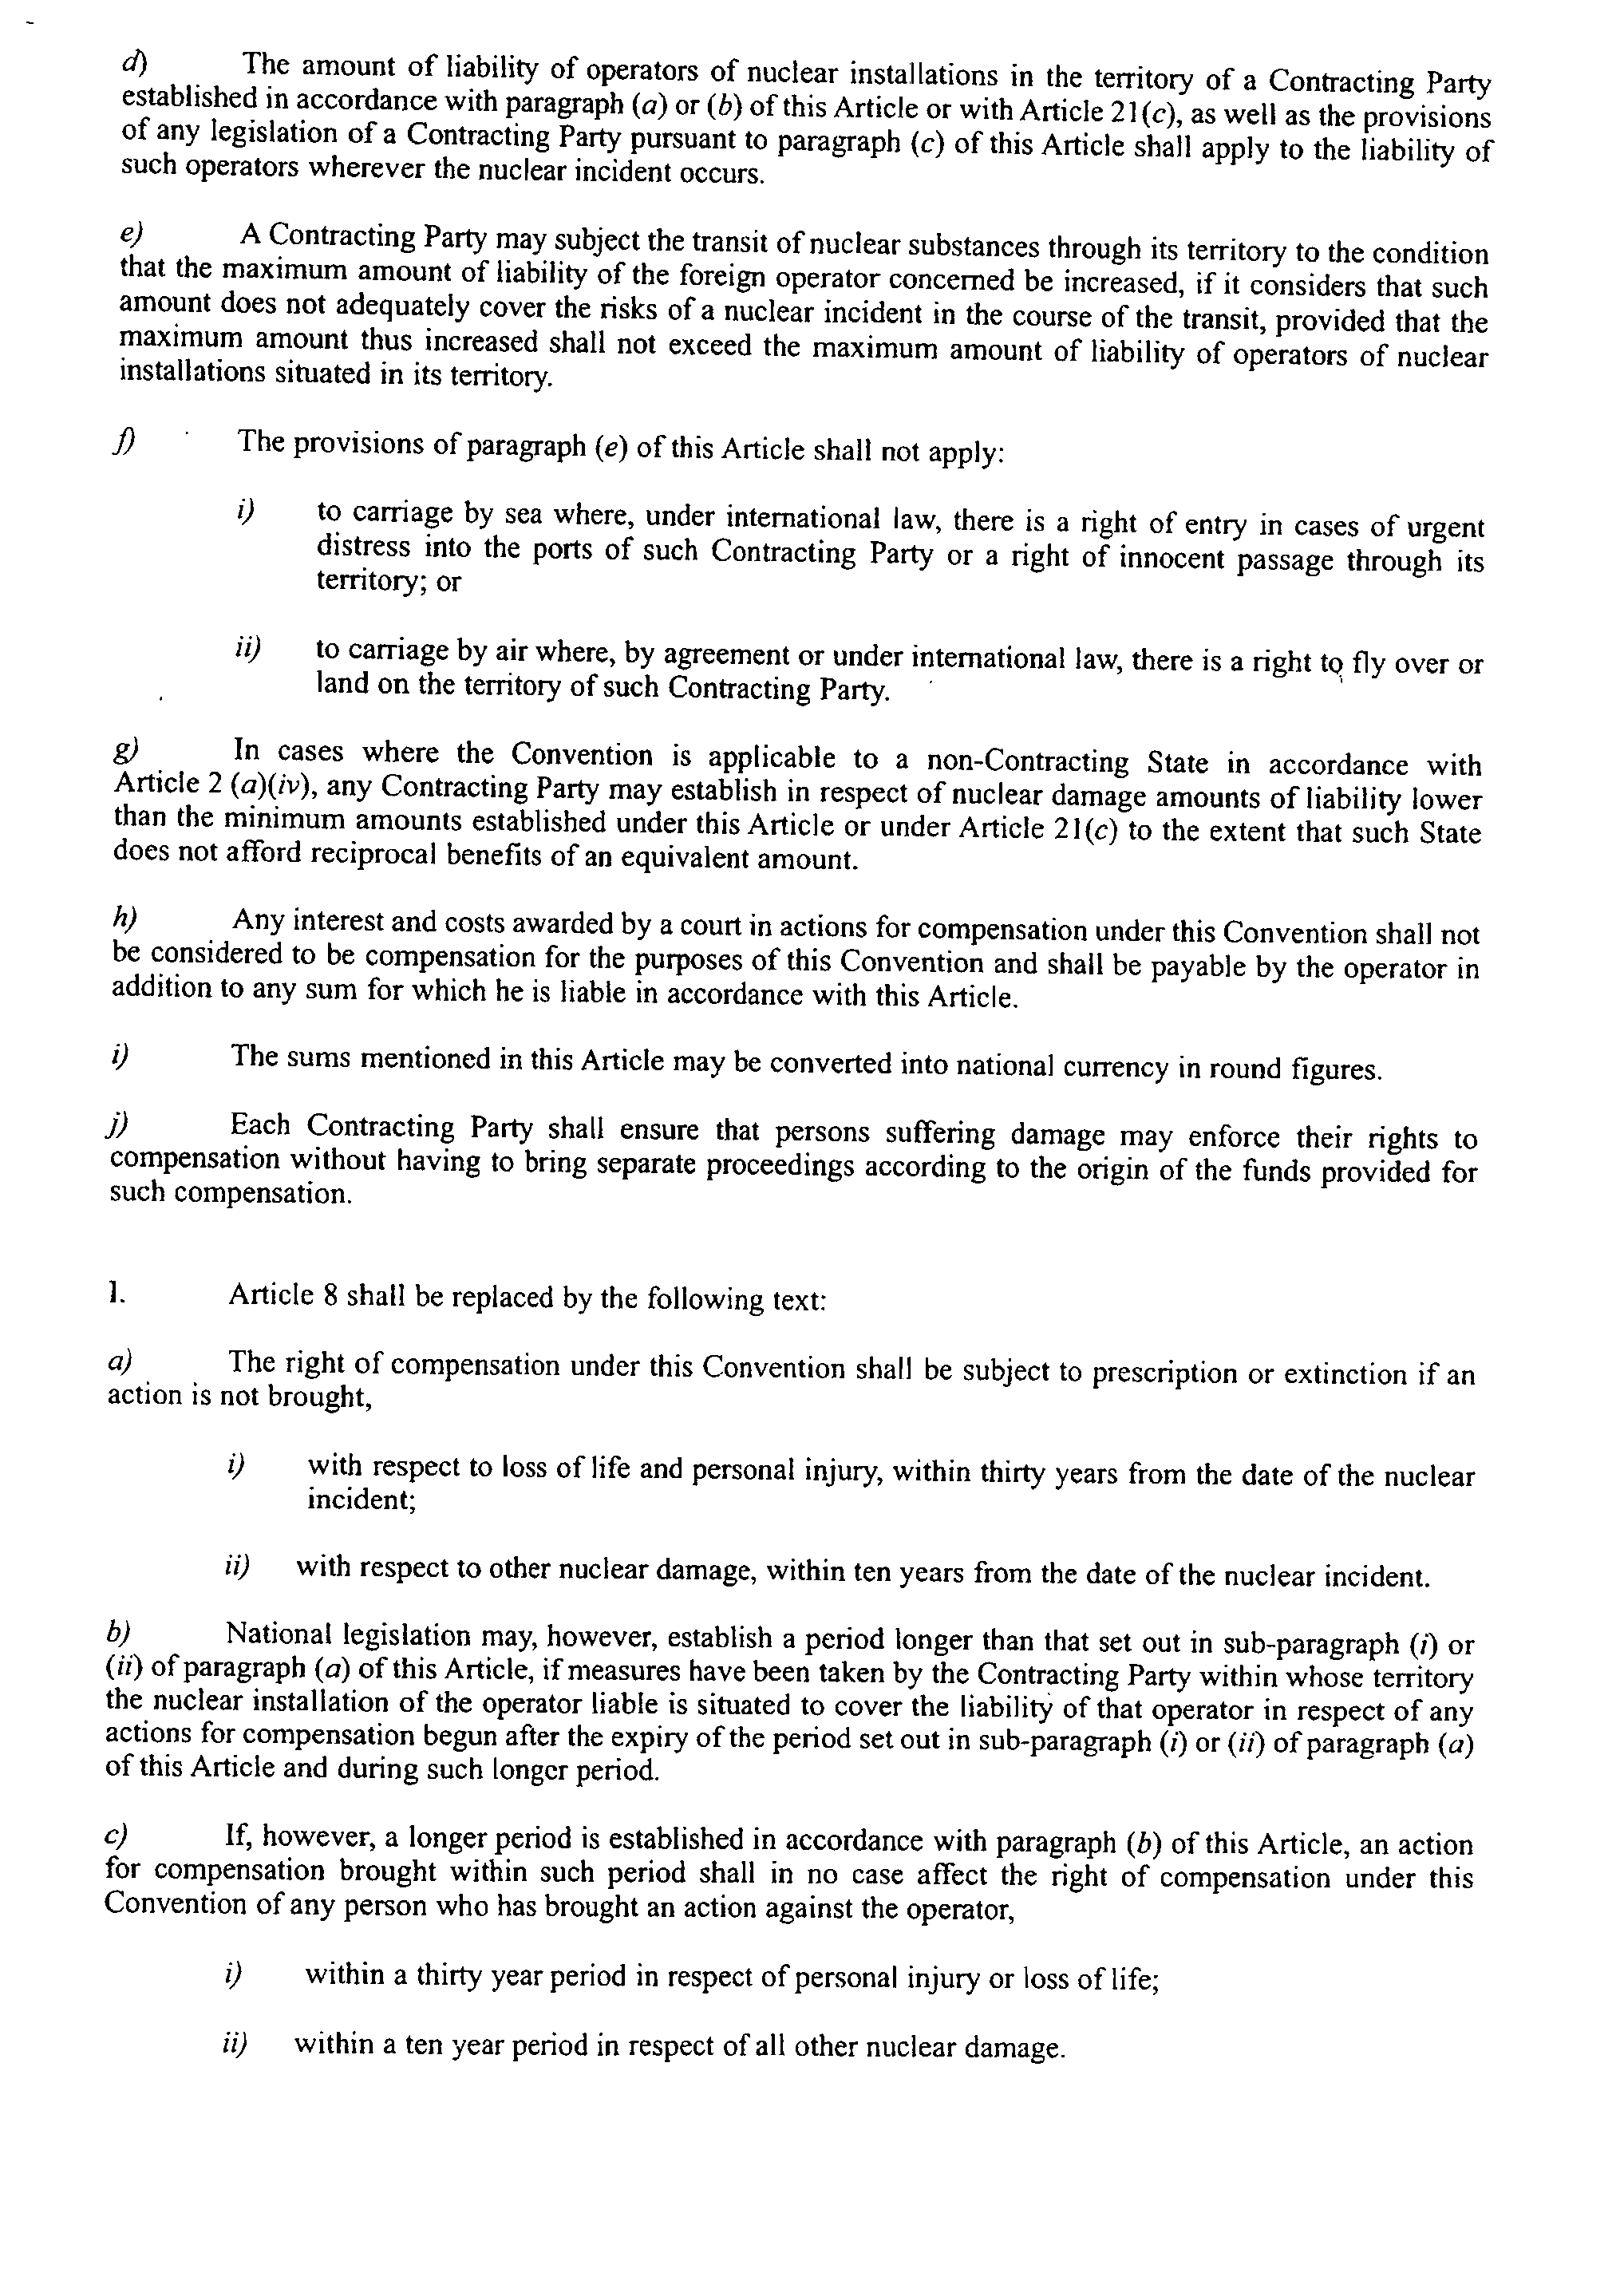 d) The amount of liability of operators of nuclear installations in the territory of a Contracting Party
established in accordance with paragraph (a) or (b) of this Article or with Article 21(c), as well as the provisions
of any legislation of a Contracting Party pursuant to paragraph (c) of this Article shall apply to the liability of
such operators wherever the nuclear incident occurs.
e) A Contracting Party may subject the transit of nuclear substances through its territory to the condition
that the maximum amount of liability of the foreign operator concerned be increased, if it considers that such
amount does not adequately cover the risks of a nuclear incident in the course of the transit, provided that the
maximum amount thus increased shall not exceed the maximum amount of liability of operators of nuclear
installations situated in its territory.
f) The provisions of paragraph (e) of this Article shall not apply:
i) to carriage by sea where, under international law, there is a right of entry in cases of urgent
distress into the ports of such Contracting Party or a right of innocent passage through its
territory; or
ii) to carriage by air where, by agreement or under international law, there is a right to fly over or
land on the territory of such Contracting Party.
g) In cases where the Convention is applicable to a non-Contracting State in accordance with
Article 2 (a)(iv), any Contracting Party may establish in respect of nuclear damage amounts of liability lower
than the minimum amounts established under this Article or under Article 21(c) to the extent that such State
does not afford reciprocal benefits of an equivalent amount.
h) Any interest and costs awarded by a court in actions for compensation under this Convention shall not
be considered to be compensation for the purposes of this Convention and shall be payable by the operator in
addition to any sum for which he is liable in accordance with this Article.
i) The sums mentioned in this Article may be converted into national currency in round figures.
j) Each Contracting Party shall ensure that persons suffering damage may enforce their rights to
compensation without having to bring separate proceedings according to the origin of the funds provided for
such compensation.
1. Article 8 shall be replaced by the following text:
a) The right of compensation under this Convention shall be subject to prescription or extinction if an
action is not brought,
i) with respect to loss of life and personal injury, within thirty years from the date of the nuclear
incident;
ii) with respect to other nuclear damage, within ten years from the date of the nuclear incident.
b) National legislation may, however, establish a period longer than that set out in sub-paragraph (i) or
(ii) of paragraph (a) of this Article, if measures have been taken by the Contracting Party within whose territory
the nuclear installation of the operator liable is situated to cover the liability of that operator in respect of any
actions for compensation begun after the expiry of the period set out in sub-paragraph (i) or (ii) of paragraph (a)
of this Article and during such longer period.
c) If, however, a longer period is established in accordance with paragraph (b) of this Article, an action
for compensation brought within such period shall in no case affect the right of compensation under this
Convention of any person who has brought an action against the operator,
i) within a thirty year period in respect of personal injury or loss of life;
ii) within a ten year period in respect of all other nuclear damage.